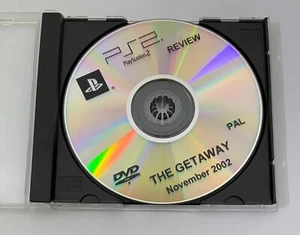 PS2
PlayStation 2
REVIEW
PAL
DVD
THE GETAWAY
November 2002